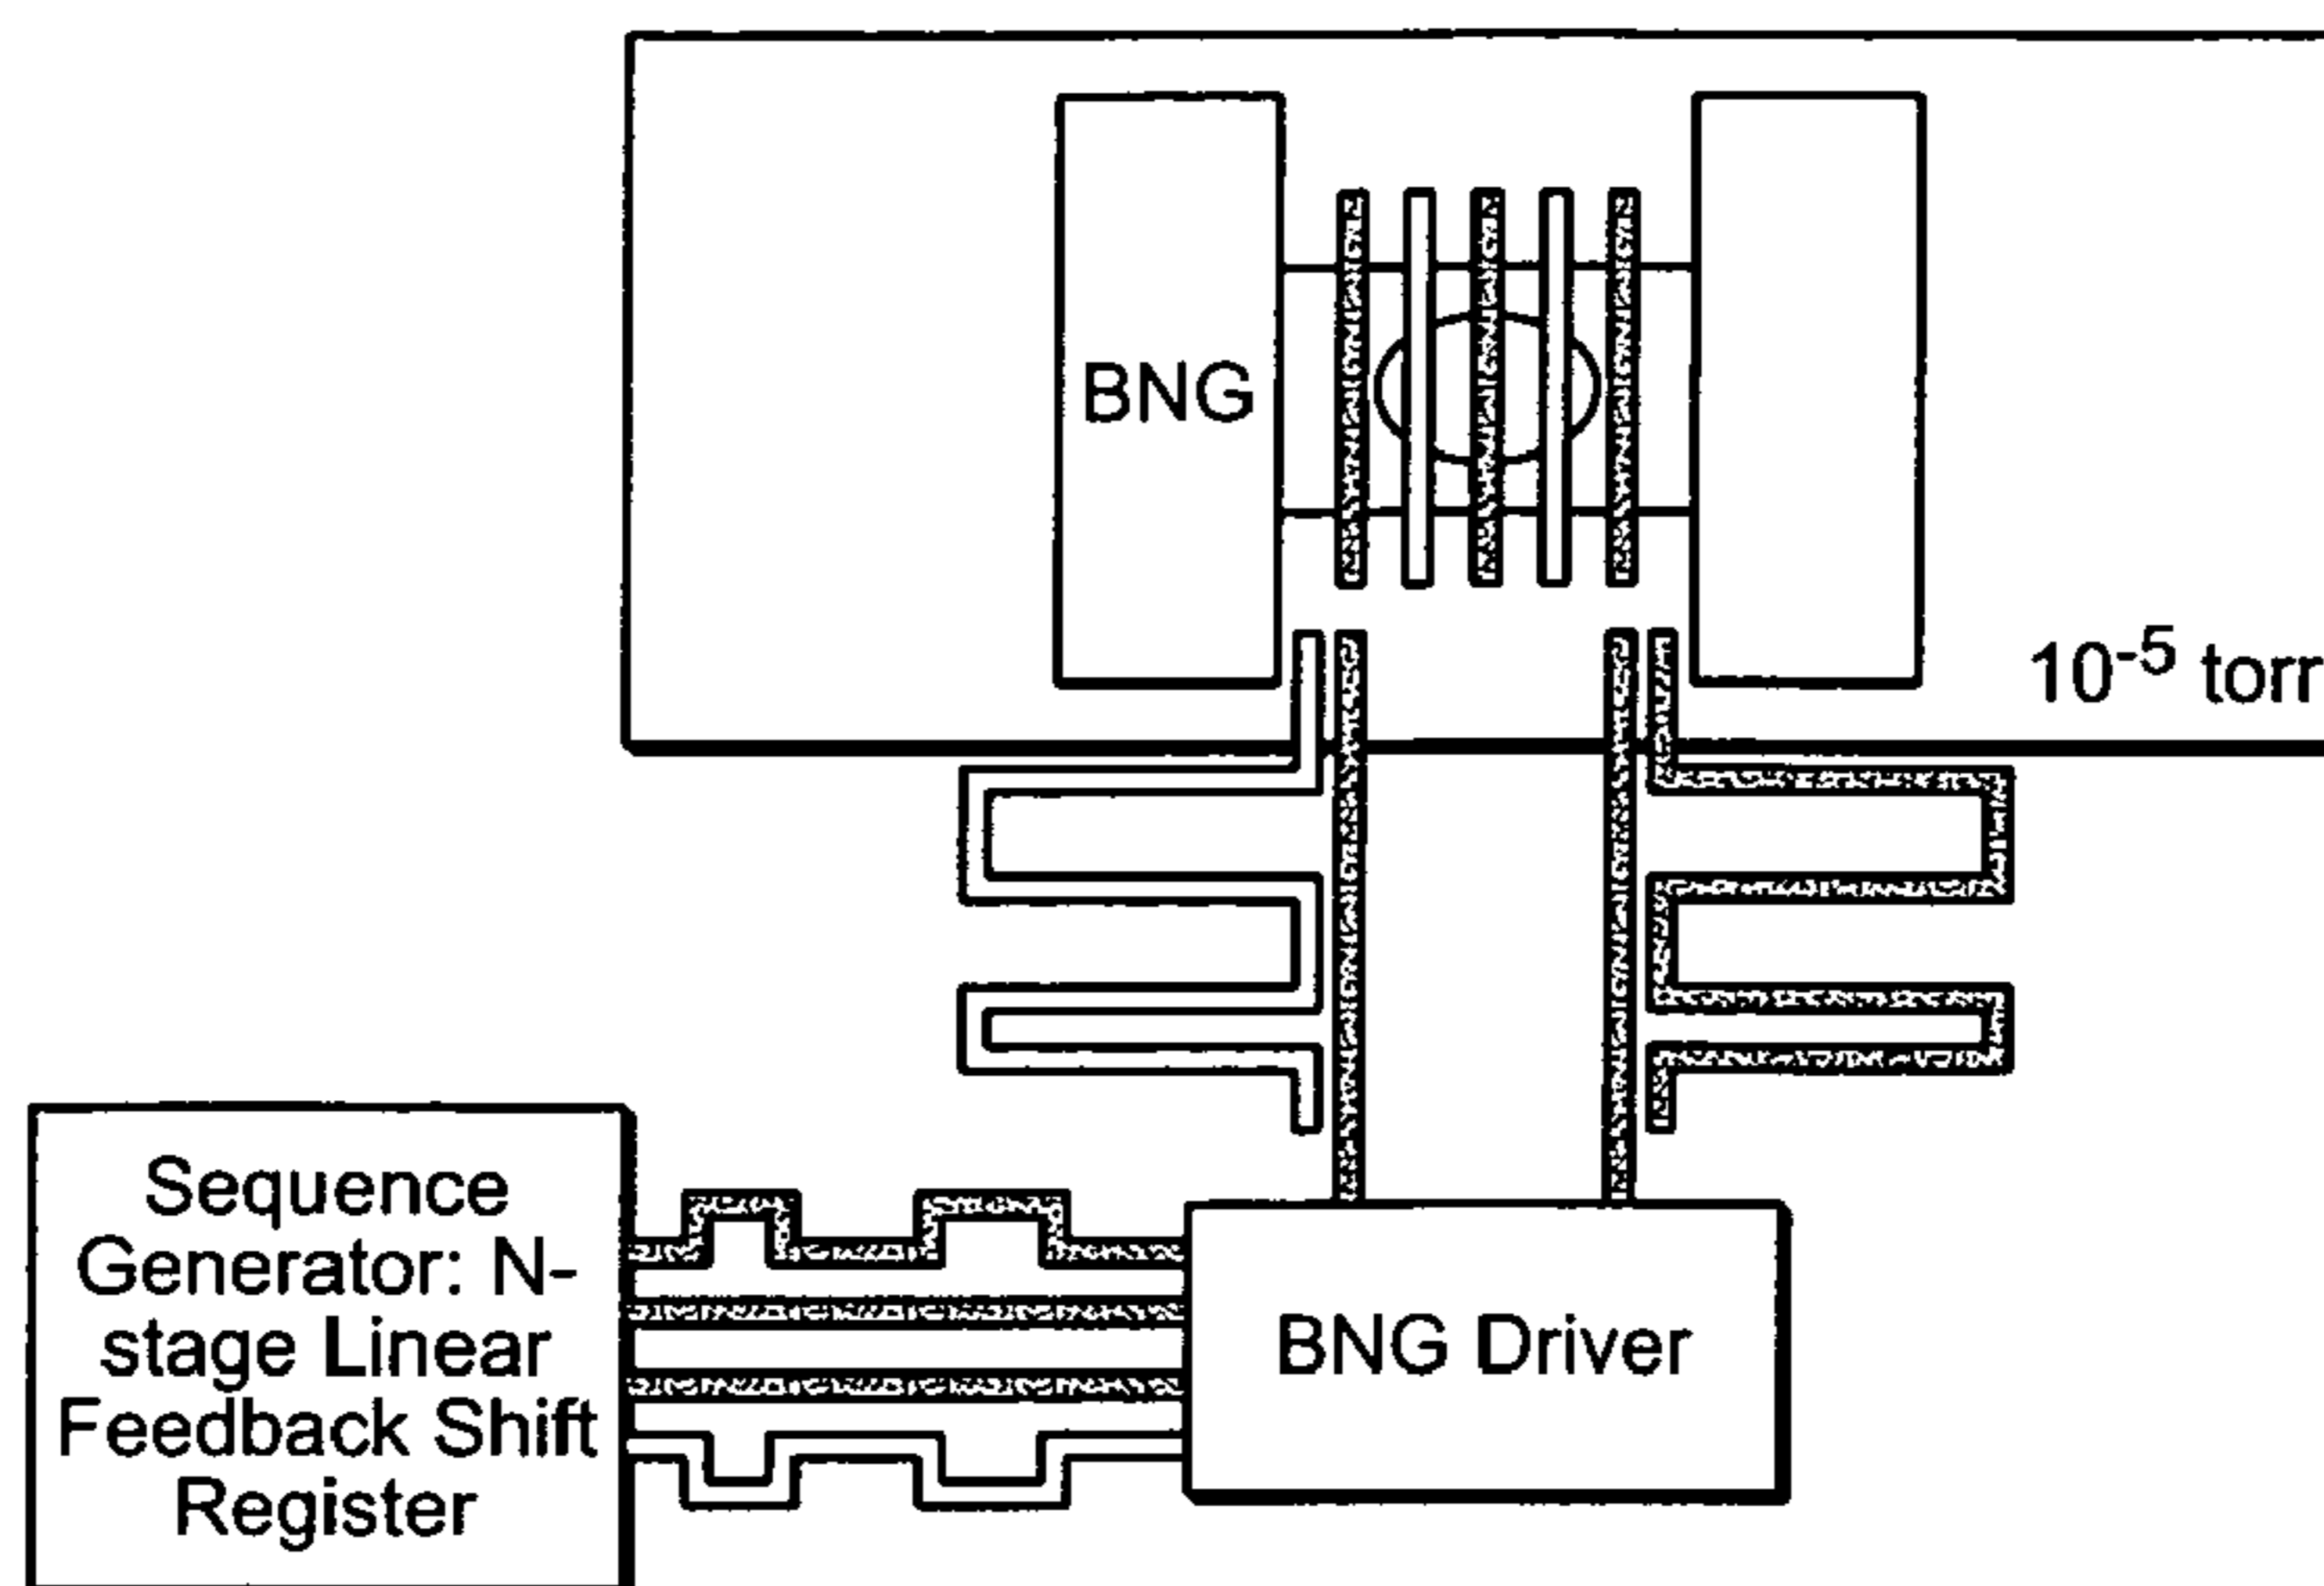 BNG
10⁻⁵ torr
Sequence
Generator: N-
stage Linear
Feedback Shift
Register
BNG Driver